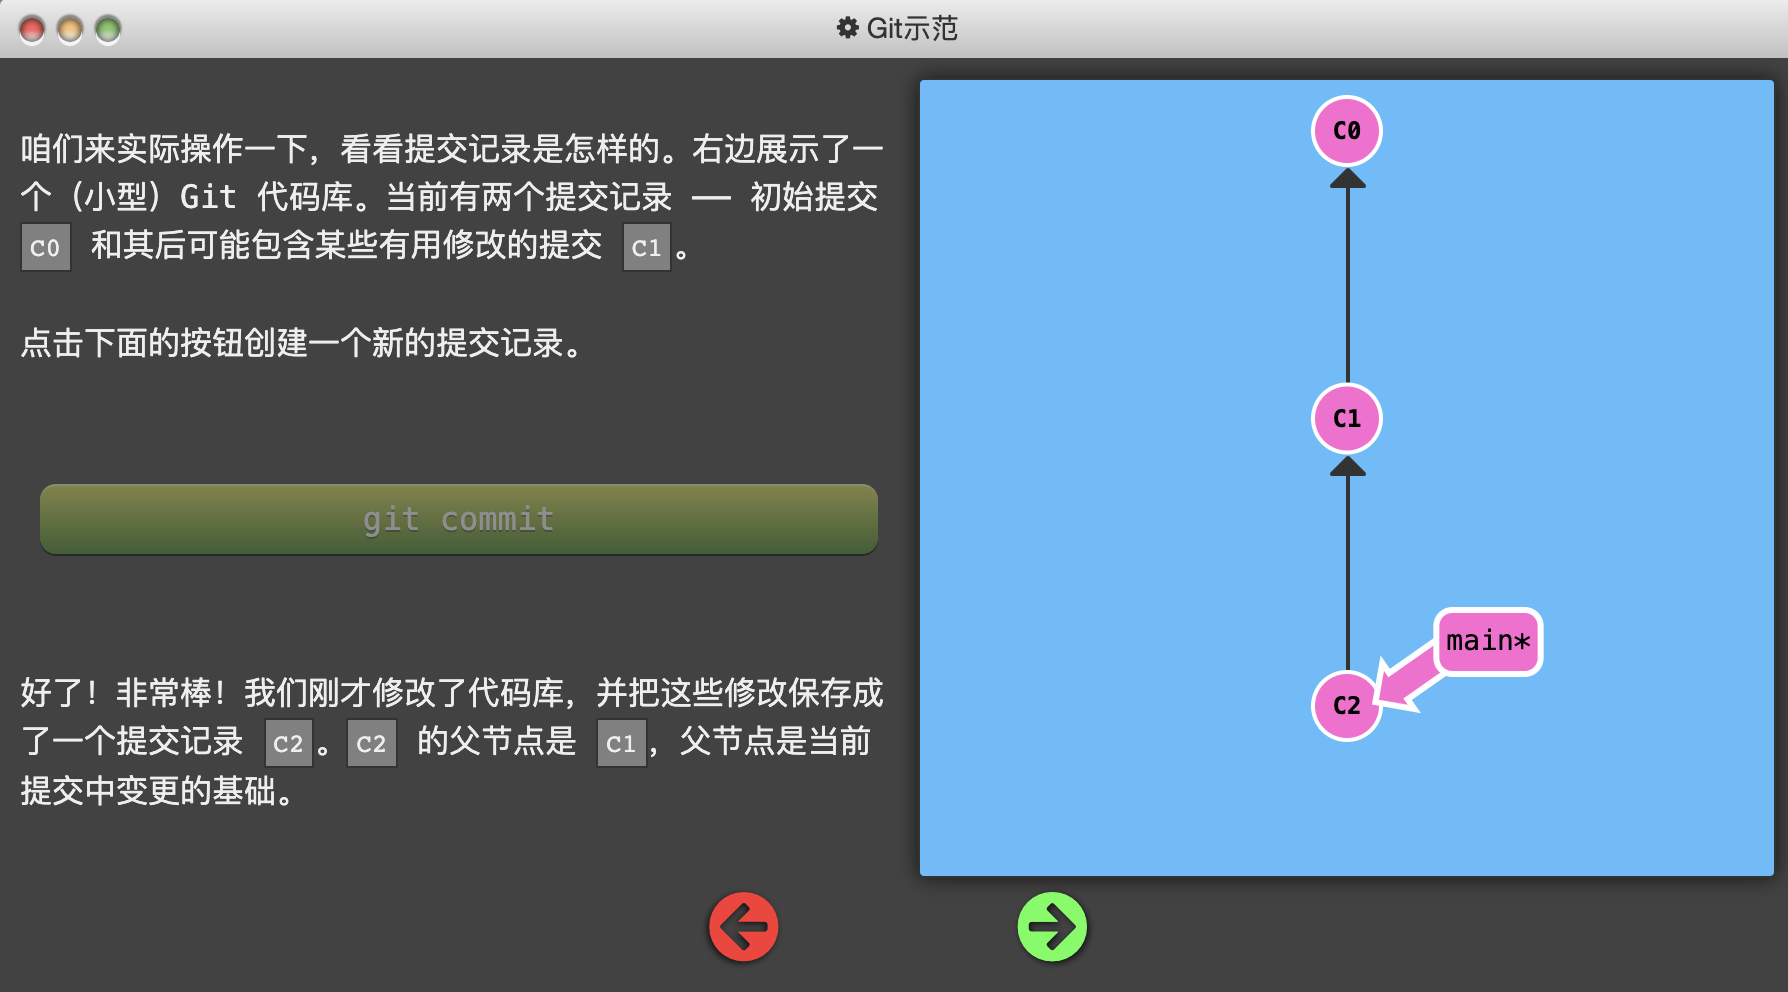 Git示范
咱们来实际操作一下，看看提交记录是怎样的。右边展示了一
个（小型）Git 代码库。当前有两个提交记录 —— 初始提交
C0 和其后可能包含某些有用修改的提交 C1。
点击下面的按钮创建一个新的提交记录。
git commit
好了！非常棒！我们刚才修改了代码库，并把这些修改保存成
了一个提交记录 C2。C2 的父节点是 C1，父节点是当前
提交中变更的基础。
C0
C1
main*
C2